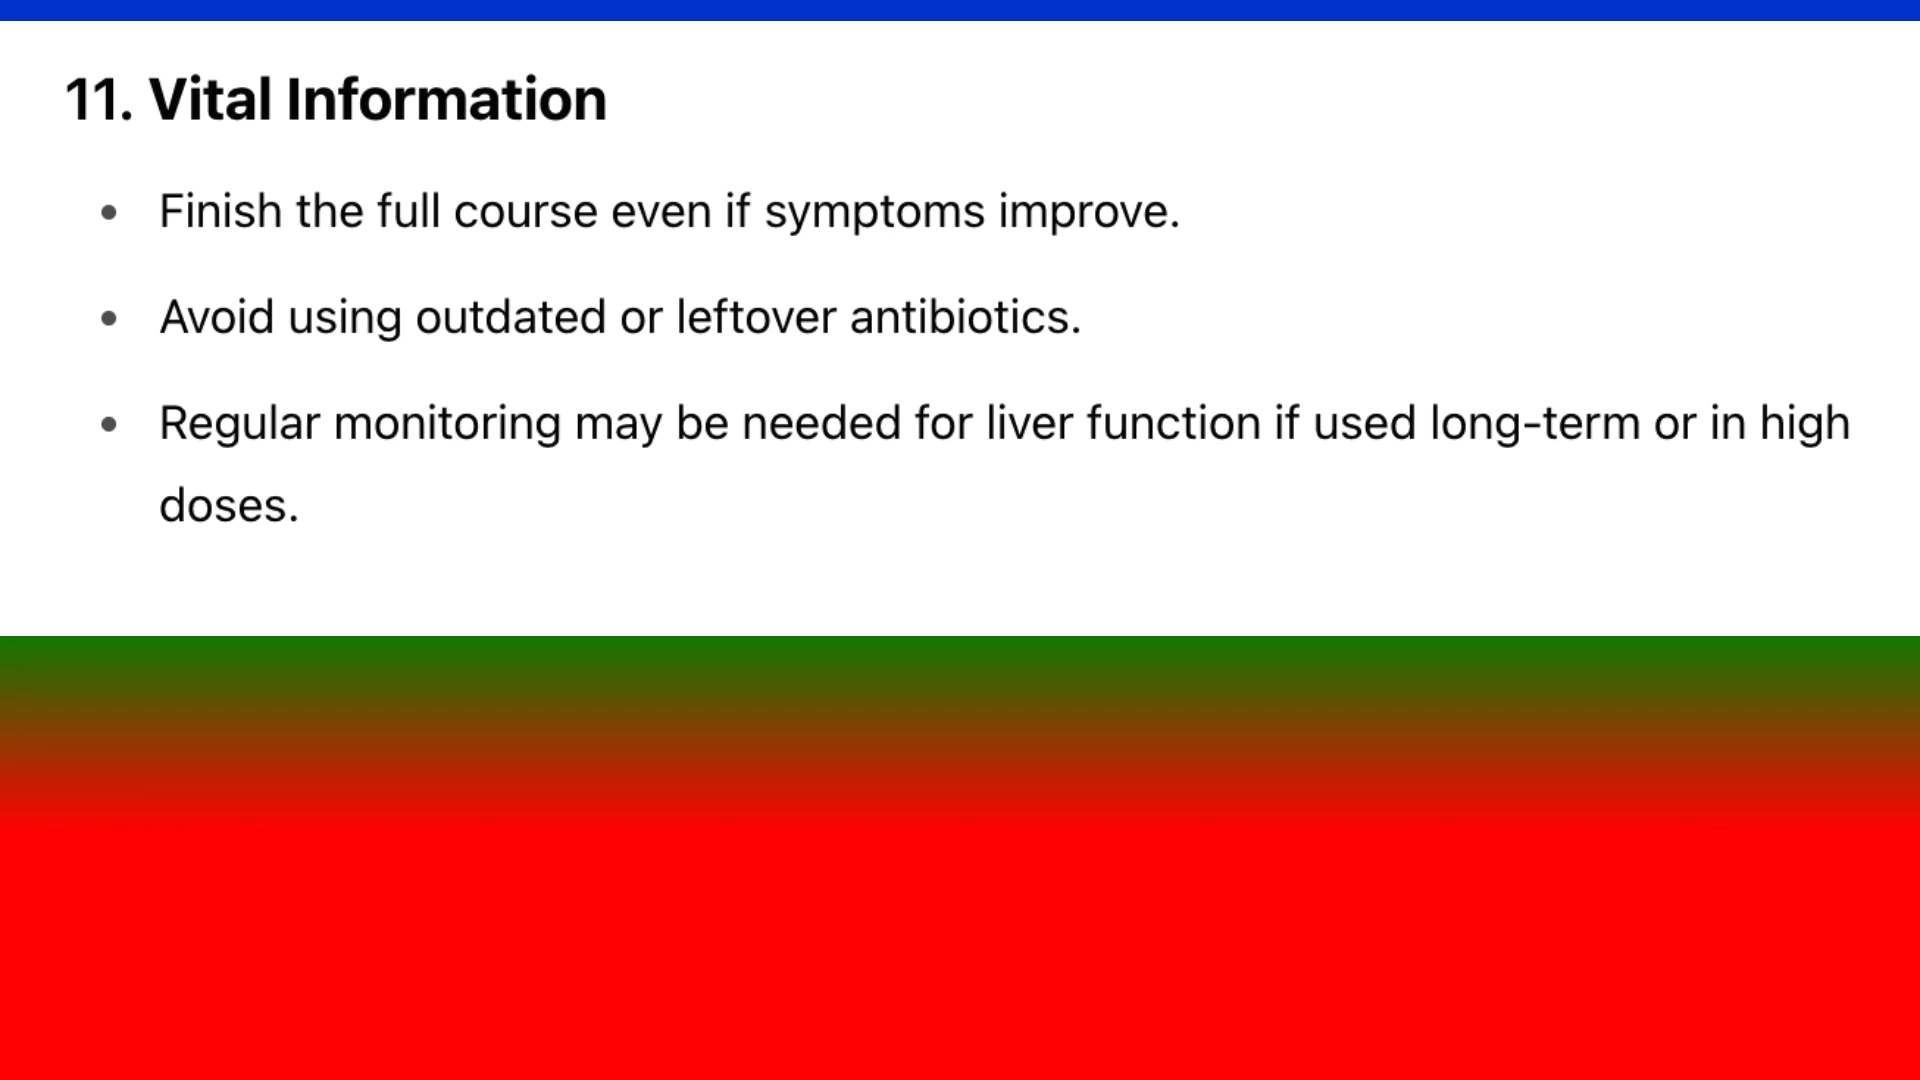 11. Vital Information
Finish the full course even if symptoms improve.
Avoid using outdated or leftover antibiotics.
Regular monitoring may be needed for liver function if used long-term or in high
doses.